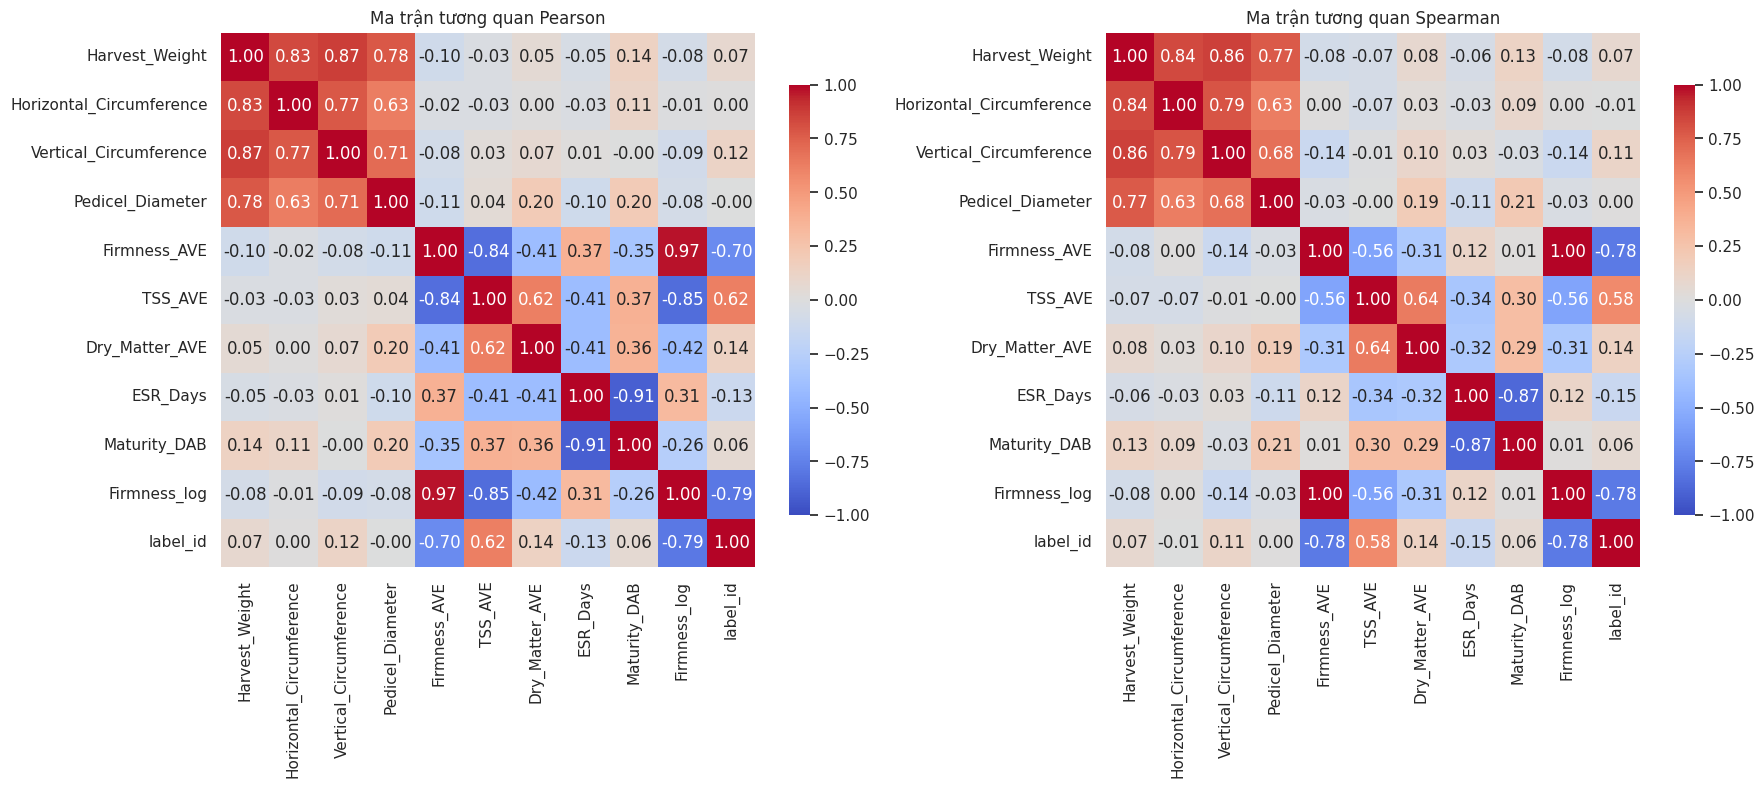 Ma trận tương quan Pearson
Harvest_Weight 1.00 0.83 0.87 0.78 -0.10 -0.03 0.05 -0.05 0.14 -0.08 0.07
Horizontal_Circumference 0.83 1.00 0.77 0.63 -0.02 -0.03 0.00 -0.03 0.11 -0.01 0.00
Vertical_Circumference 0.87 0.77 1.00 0.71 -0.08 0.03 0.07 0.01 -0.00 -0.09 0.12
Pedicel_Diameter 0.78 0.63 0.71 1.00 -0.11 0.04 0.20 -0.10 0.20 -0.08 -0.00
Firmness_AVE -0.10 -0.02 -0.08 -0.11 1.00 -0.84 -0.41 0.37 -0.35 0.97 -0.70
TSS_AVE -0.03 -0.03 0.03 0.04 -0.84 1.00 0.62 -0.41 0.37 -0.85 0.62
Dry_Matter_AVE 0.05 0.00 0.07 0.20 -0.41 0.62 1.00 -0.41 0.36 -0.42 0.14
ESR_Days -0.05 -0.03 0.01 -0.10 0.37 -0.41 -0.41 1.00 -0.91 0.31 -0.13
Maturity_DAB 0.14 0.11 -0.00 0.20 -0.35 0.37 0.36 -0.91 1.00 -0.26 0.06
Firmness_log -0.08 -0.01 -0.09 -0.08 0.97 -0.85 -0.42 0.31 -0.26 1.00 -0.79
label_id 0.07 0.00 0.12 -0.00 -0.70 0.62 0.14 -0.13 0.06 -0.79 1.00
Harvest_Weight
Horizontal_Circumference
Vertical_Circumference
Pedicel_Diameter
Firmness_AVE
TSS_AVE
Dry_Matter_AVE
ESR_Days
Maturity_DAB
Firmness_log
label_id
1.00
0.75
0.50
0.25
0.00
−0.25
−0.50
−0.75
−1.00
Ma trận tương quan Spearman
Harvest_Weight 1.00 0.84 0.86 0.77 -0.08 -0.07 0.08 -0.06 0.13 -0.08 0.07
Horizontal_Circumference 0.84 1.00 0.79 0.63 0.00 -0.07 0.03 -0.03 0.09 0.00 -0.01
Vertical_Circumference 0.86 0.79 1.00 0.68 -0.14 -0.01 0.10 0.03 -0.03 -0.14 0.11
Pedicel_Diameter 0.77 0.63 0.68 1.00 -0.03 -0.00 0.19 -0.11 0.21 -0.03 0.00
Firmness_AVE -0.08 0.00 -0.14 -0.03 1.00 -0.56 -0.31 0.12 0.01 1.00 -0.78
TSS_AVE -0.07 -0.07 -0.01 -0.00 -0.56 1.00 0.64 -0.34 0.30 -0.56 0.58
Dry_Matter_AVE 0.08 0.03 0.10 0.19 -0.31 0.64 1.00 -0.32 0.29 -0.31 0.14
ESR_Days -0.06 -0.03 0.03 -0.11 0.12 -0.34 -0.32 1.00 -0.87 0.12 -0.15
Maturity_DAB 0.13 0.09 -0.03 0.21 0.01 0.30 0.29 -0.87 1.00 0.01 0.06
Firmness_log -0.08 0.00 -0.14 -0.03 1.00 -0.56 -0.31 0.12 0.01 1.00 -0.78
label_id 0.07 -0.01 0.11 0.00 -0.78 0.58 0.14 -0.15 0.06 -0.78 1.00
Harvest_Weight
Horizontal_Circumference
Vertical_Circumference
Pedicel_Diameter
Firmness_AVE
TSS_AVE
Dry_Matter_AVE
ESR_Days
Maturity_DAB
Firmness_log
label_id
1.00
0.75
0.50
0.25
0.00
−0.25
−0.50
−0.75
−1.00